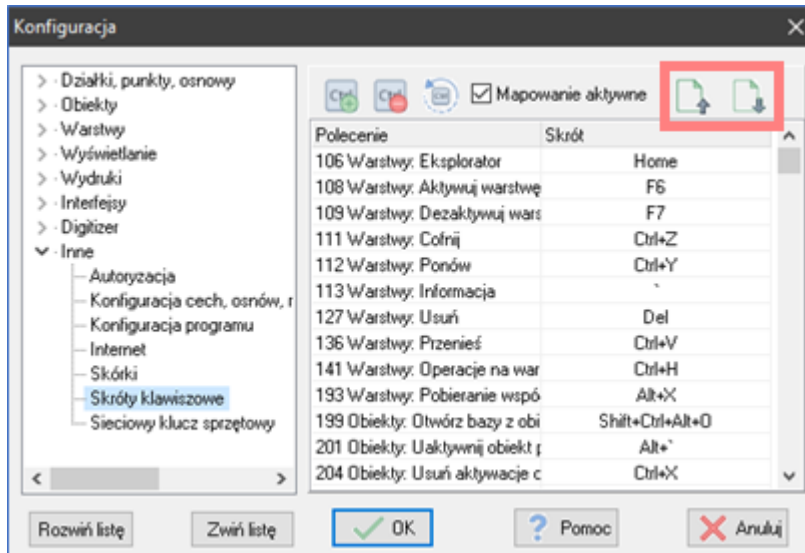 Konfiguracja
Działki, punkty, osnowy
Obiekty
Warstwy
Wyświetlanie
Wydruki
Interfejsy
Digitizer
Inne
Autoryzacja
Konfiguracja cech, osnów, r
Konfiguracja programu
Internet
Skórki
Skróty klawiszowe
Sieciowy klucz sprzętowy
Ctrl Ctrl Mapowanie aktywne
Polecenie Skrót
106 Warstwy: Eksplorator Home
108 Warstwy: Aktywuj warstwę F6
109 Warstwy: Dezaktywuj wars F7
111 Warstwy: Cofnij Ctrl+Z
112 Warstwy: Ponów Ctrl+Y
113 Warstwy: Informacja `
127 Warstwy: Usuń Del
136 Warstwy: Przenieś Ctrl+V
141 Warstwy: Operacje na war Ctrl+H
193 Warstwy: Pobieranie wspó Alt+X
199 Obiekty: Otwórz bazy z obi Shift+Ctrl+Alt+O
201 Obiekty: Uaktywnij obiekt p Alt+`
204 Obiekty: Usuń aktywacje c Ctrl+X
Rozwiń listę Zwiń listę OK Pomoc Anuluj